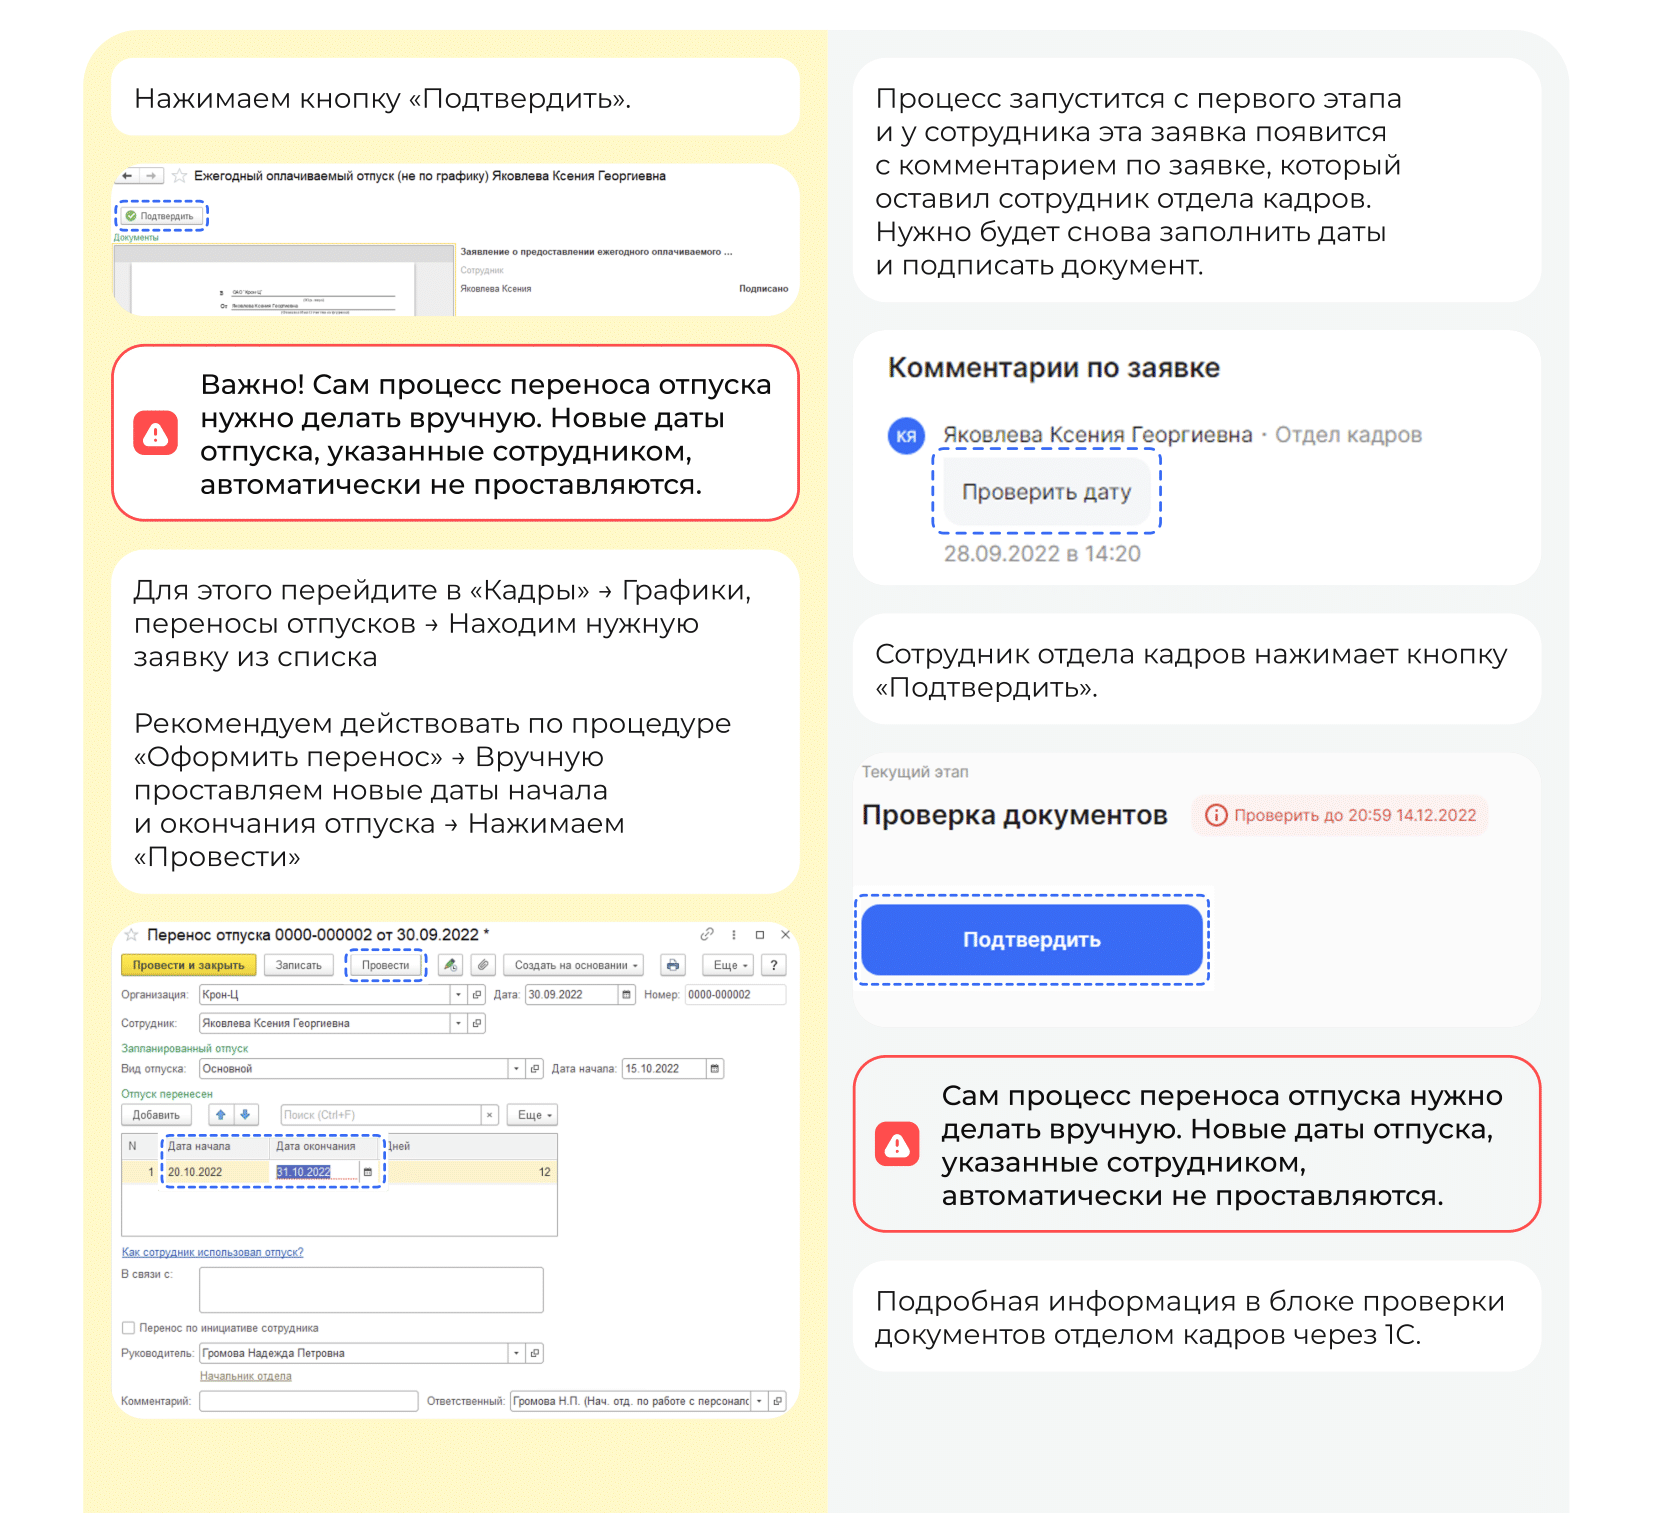 Нажимаем кнопку «Подтвердить».
Ежегодный оплачиваемый отпуск (не по графику) Яковлева Ксения Георгиевна
Подтвердить
Документы
Заявление о предоставлении ежегодного оплачиваемого ...
Сотрудник
Яковлева Ксения Подписано
В ОАО "Крон-Ц"
От Яковлева Ксения Георгиевна
Важно! Сам процесс переноса отпуска
нужно делать вручную. Новые даты
отпуска, указанные сотрудником,
автоматически не проставляются.
Для этого перейдите в «Кадры» → Графики,
переносы отпусков → Находим нужную
заявку из списка
Рекомендуем действовать по процедуре
«Оформить перенос» → Вручную
проставляем новые даты начала
и окончания отпуска → Нажимаем
«Провести»
Перенос отпуска 0000-000002 от 30.09.2022 *
Провести и закрыть Записать Провести Создать на основании Еще ?
Организация: Крон-Ц Дата: 30.09.2022 Номер: 0000-000002
Сотрудник: Яковлева Ксения Георгиевна
Запланированный отпуск
Вид отпуска: Основной Дата начала: 15.10.2022
Отпуск перенесен
Добавить Поиск (Ctrl+F) × Еще
N Дата начала Дата окончания Дней
1 20.10.2022 31.10.2022 12
Как сотрудник использовал отпуск?
В связи с:
Перенос по инициативе сотрудника
Руководитель: Громова Надежда Петровна
Начальник отдела
Комментарий: Ответственный: Громова Н.П. (Нач. отд. по работе с персонало
Процесс запустится с первого этапа
и у сотрудника эта заявка появится
с комментарием по заявке, который
оставил сотрудник отдела кадров.
Нужно будет снова заполнить даты
и подписать документ.
Комментарии по заявке
КЯ Яковлева Ксения Георгиевна · Отдел кадров
Проверить дату
28.09.2022 в 14:20
Сотрудник отдела кадров нажимает кнопку
«Подтвердить».
Текущий этап
Проверка документов Проверить до 20:59 14.12.2022
Подтвердить
Сам процесс переноса отпуска нужно
делать вручную. Новые даты отпуска,
указанные сотрудником,
автоматически не проставляются.
Подробная информация в блоке проверки
документов отделом кадров через 1С.